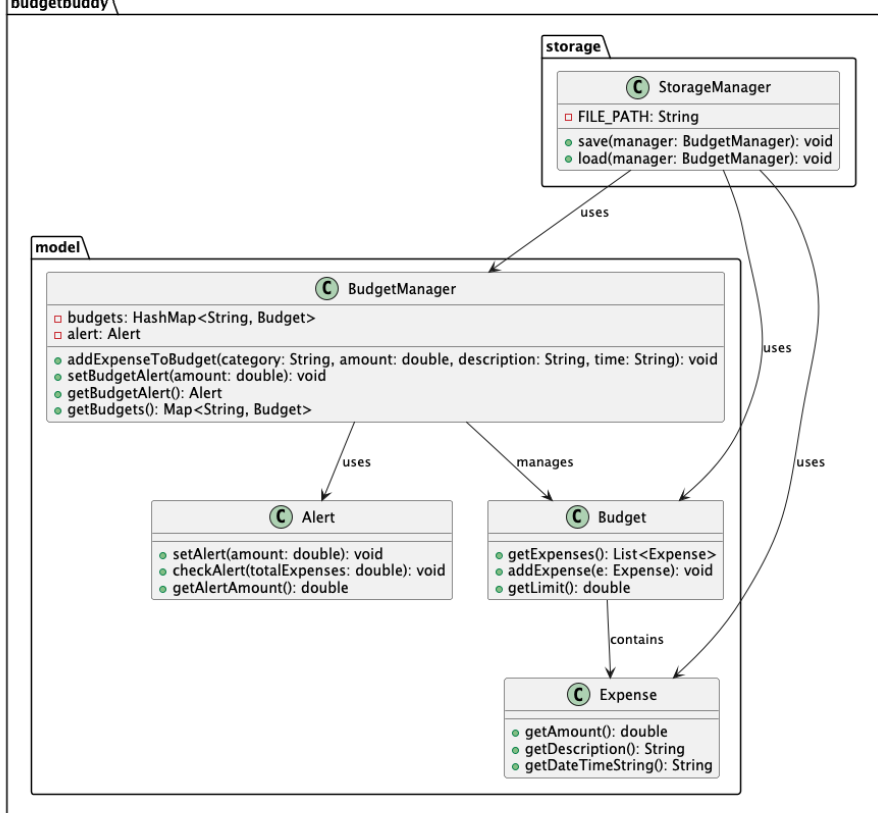 budgetbuddy
storage
C StorageManager
FILE_PATH: String
save(manager: BudgetManager): void
load(manager: BudgetManager): void
uses
model
C BudgetManager
budgets: HashMap<String, Budget>
alert: Alert
addExpenseToBudget(category: String, amount: double, description: String, time: String): void
setBudgetAlert(amount: double): void
getBudgetAlert(): Alert
getBudgets(): Map<String, Budget>
uses
uses
manages
uses
C Alert
setAlert(amount: double): void
checkAlert(totalExpenses: double): void
getAlertAmount(): double
C Budget
getExpenses(): List<Expense>
addExpense(e: Expense): void
getLimit(): double
contains
C Expense
getAmount(): double
getDescription(): String
getDateTimeString(): String